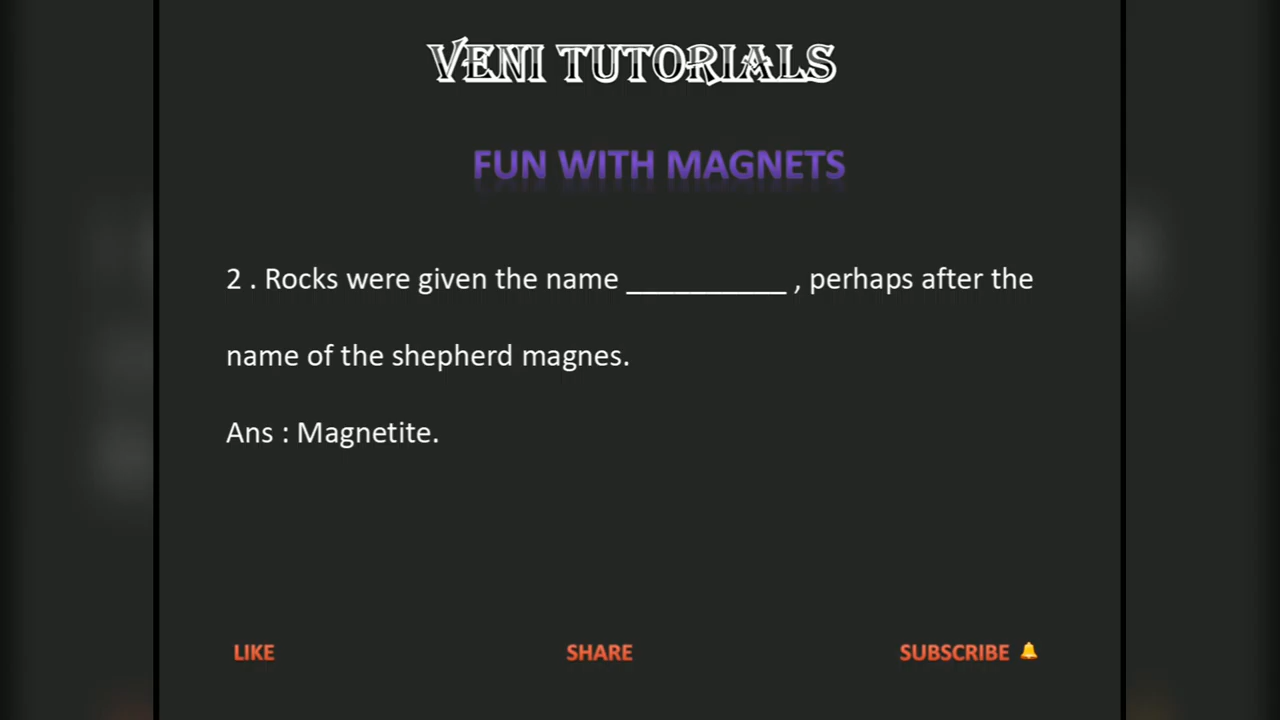 VENI TUTORIALS
FUN WITH MAGNETS
2 . Rocks were given the name __________ , perhaps after the
name of the shepherd magnes.
Ans : Magnetite.
LIKE SHARE SUBSCRIBE 🔔